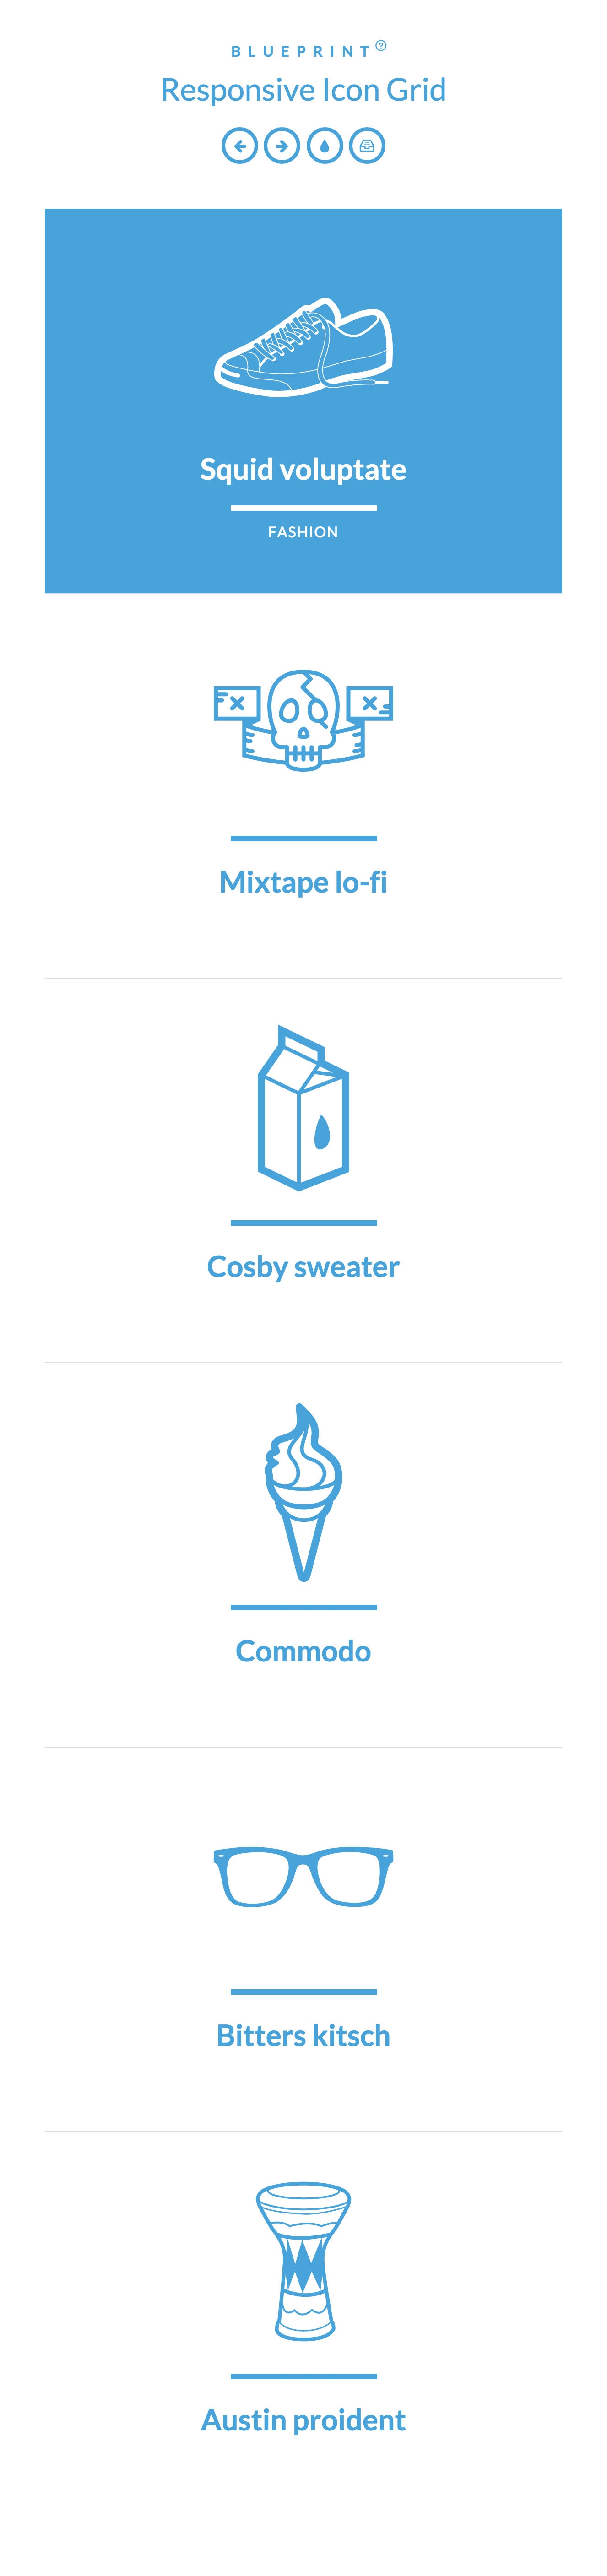 BLUEPRINT
Responsive Icon Grid
Squid voluptate
FASHION
Mixtape lo-fi
Cosby sweater
Commodo
Bitters kitsch
Austin proident